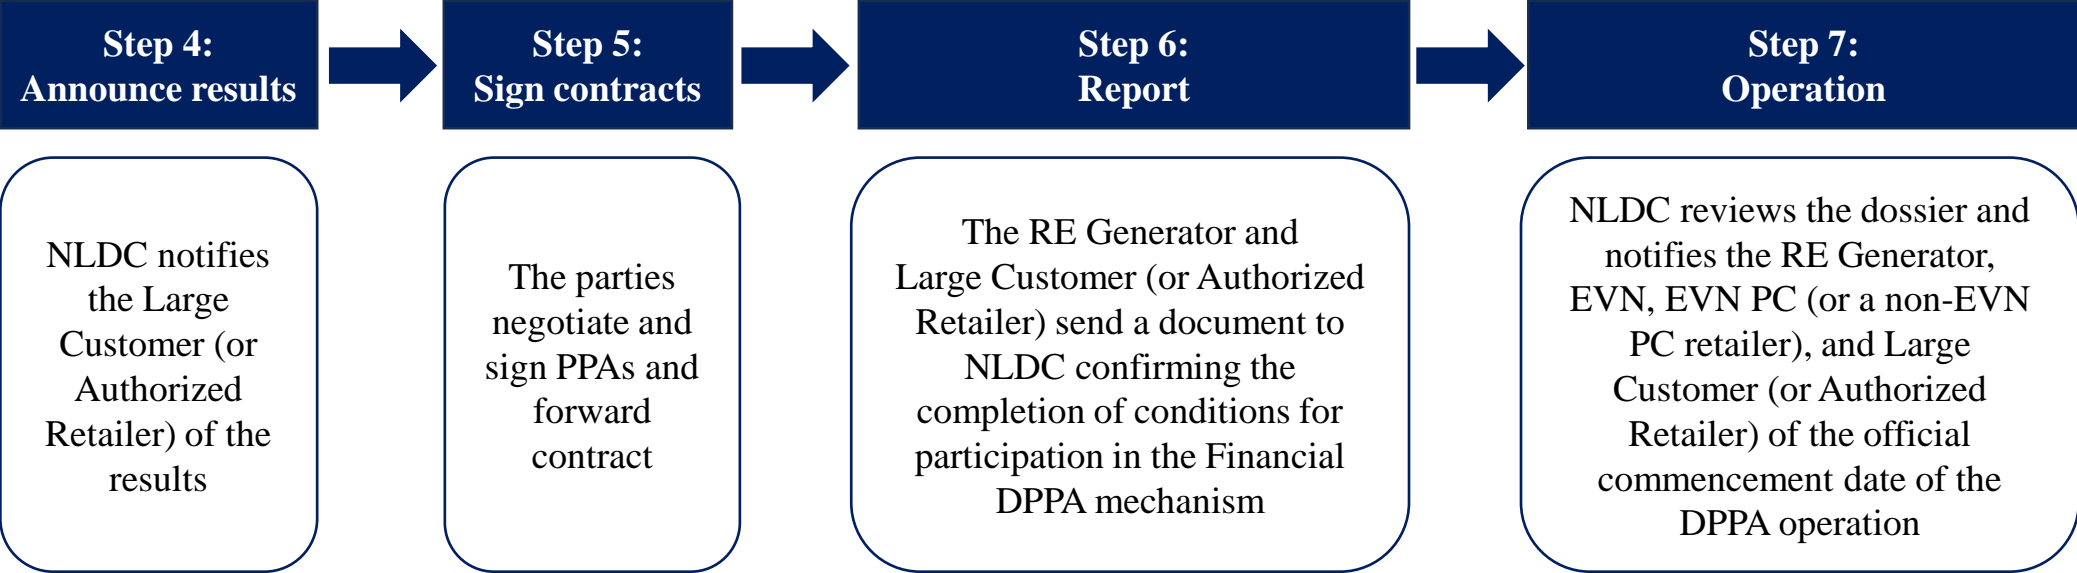 Step 4:
Announce results
Step 5:
Sign contracts
Step 6:
Report
Step 7:
Operation
NLDC notifies
the Large
Customer (or
Authorized
Retailer) of the
results
The parties
negotiate and
sign PPAs and
forward
contract
The RE Generator and
Large Customer (or Authorized
Retailer) send a document to
NLDC confirming the
completion of conditions for
participation in the Financial
DPPA mechanism
NLDC reviews the dossier and
notifies the RE Generator,
EVN, EVN PC (or a non-EVN
PC retailer), and Large
Customer (or Authorized
Retailer) of the official
commencement date of the
DPPA operation